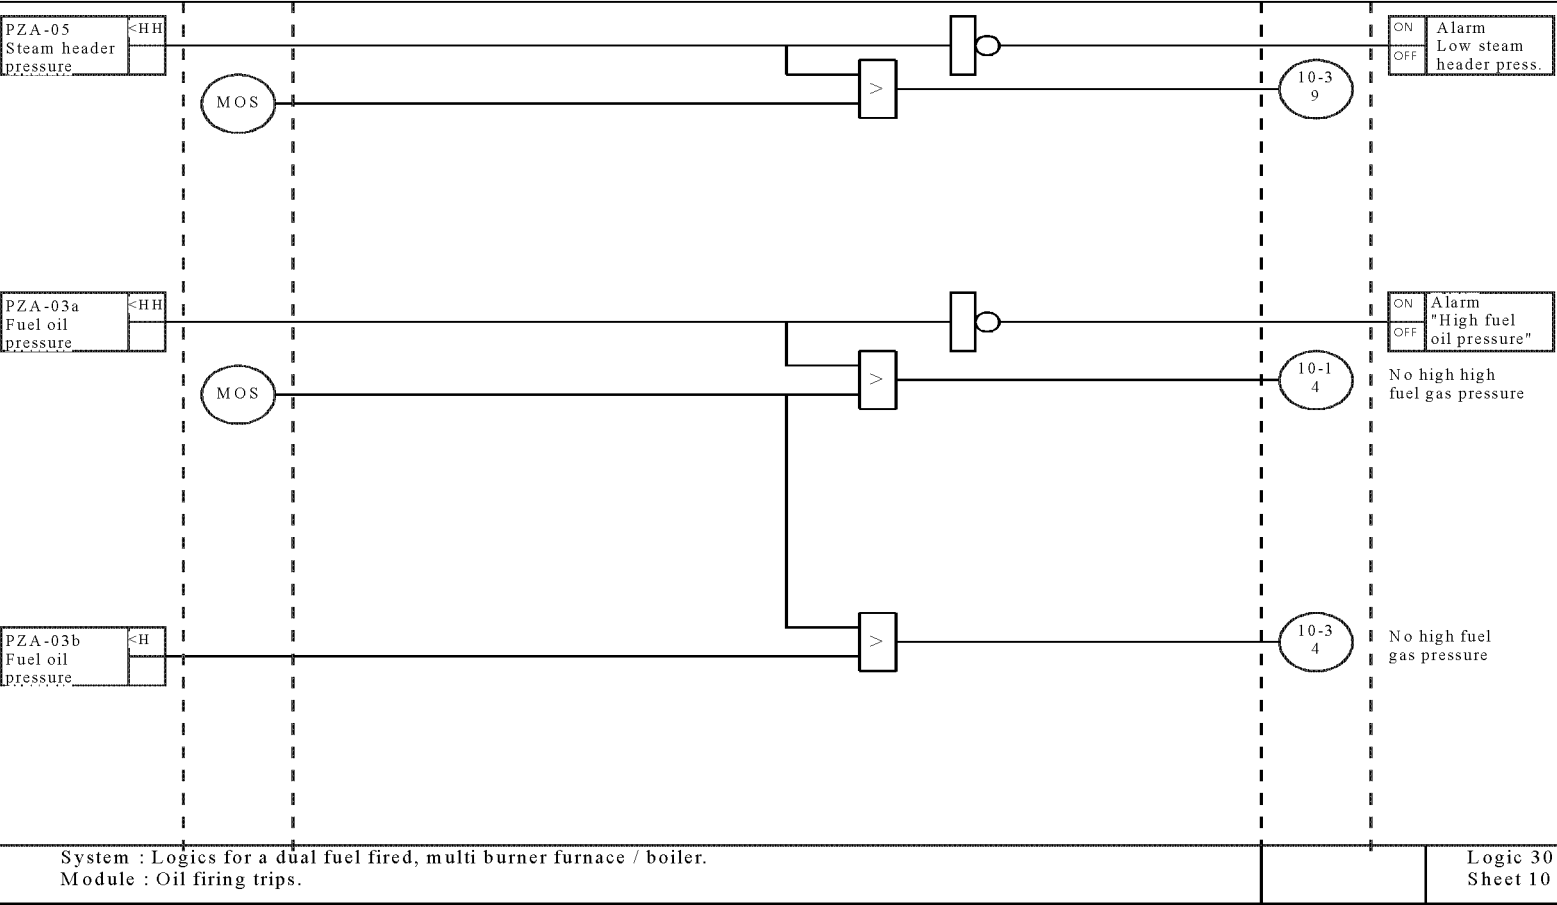 PZA-05
<HH
Steam header
pressure
MOS
>
ON
OFF
Alarm
Low steam
header press.
10-3
9
PZA-03a
<HH
Fuel oil
pressure
MOS
>
ON
OFF
Alarm
"High fuel
oil pressure"
10-1
4
No high high
fuel gas pressure
PZA-03b
<H
Fuel oil
pressure
>
10-3
4
No high fuel
gas pressure
System : Logics for a dual fuel fired, multi burner furnace / boiler.
Module : Oil firing trips.
Logic 30
Sheet 10